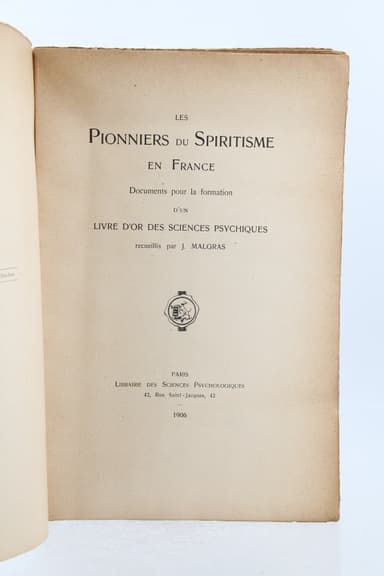 LES
PIONNIERS DU SPIRITISME
EN FRANCE
Documents pour la formation
D'UN
LIVRE D'OR DES SCIENCES PSYCHIQUES
recueillis par J. MALGRAS
PARIS
LIBRAIRIE DES SCIENCES PSYCHOLOGIQUES
42, Rue Saint-Jacques, 42
1906